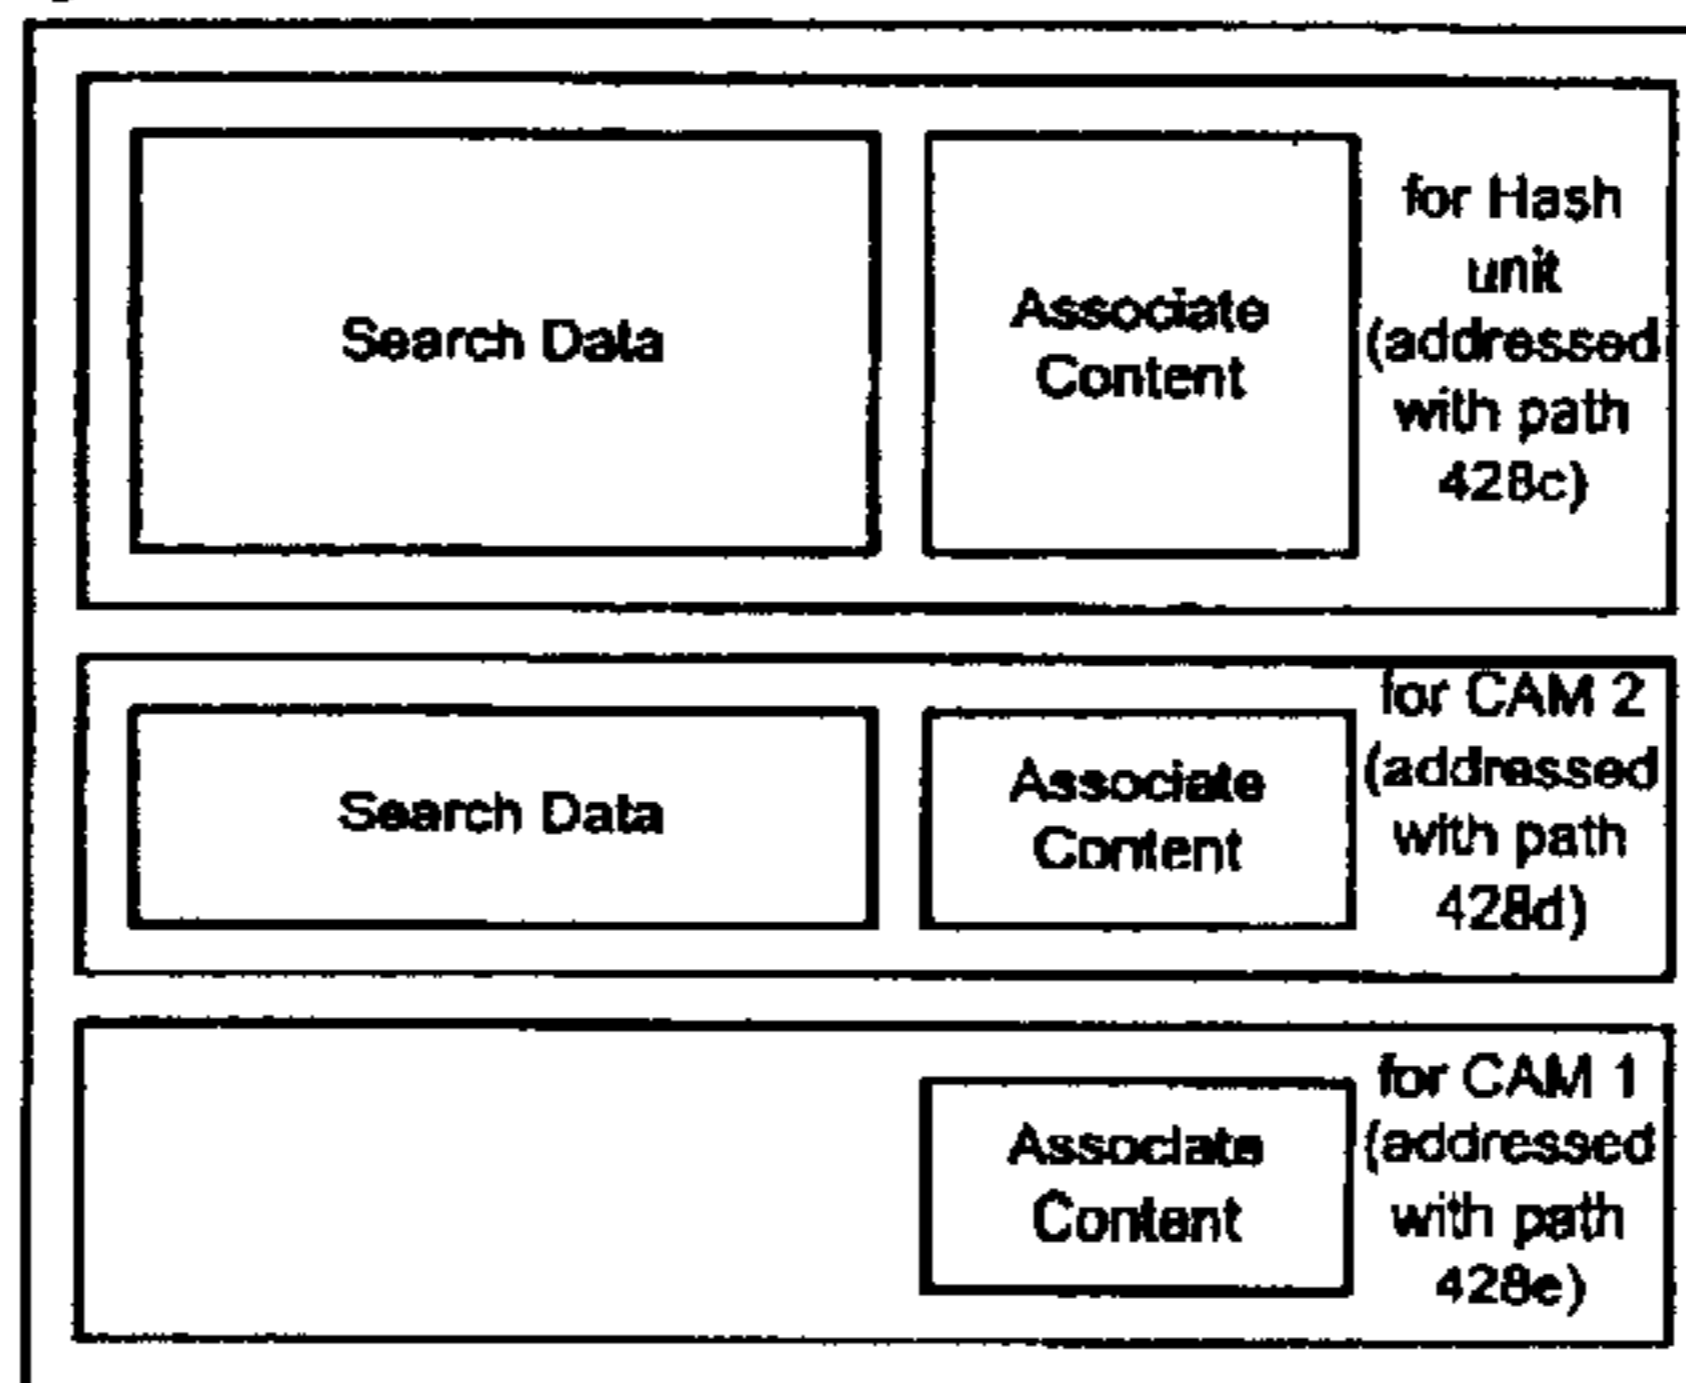 Search Data
Associate
Content
for Hash
unit
(addressed
with path
428c)
Search Data
Associate
Content
for CAM 2
(addressed
with path
428d)
Associate
Content
for CAM 1
(addressed
with path
428e)